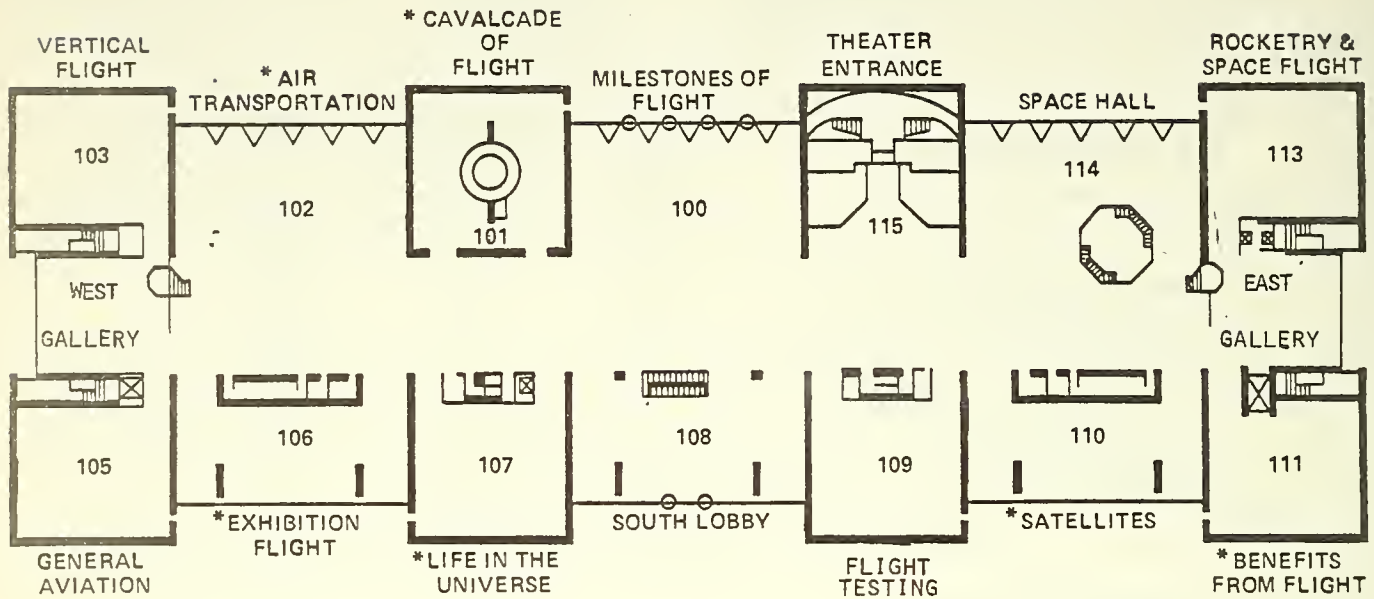 VERTICAL
FLIGHT
* AIR
TRANSPORTATION
* CAVALCADE
OF
FLIGHT
MILESTONES OF
FLIGHT
THEATER
ENTRANCE
SPACE HALL
ROCKETRY &
SPACE FLIGHT
103
102
101
100
115
114
113
WEST
GALLERY
EAST
GALLERY
105
106
107
108
109
110
111
GENERAL
AVIATION
*EXHIBITION
FLIGHT
*LIFE IN THE
UNIVERSE
SOUTH LOBBY
FLIGHT
TESTING
*SATELLITES
* BENEFITS
FROM FLIGHT